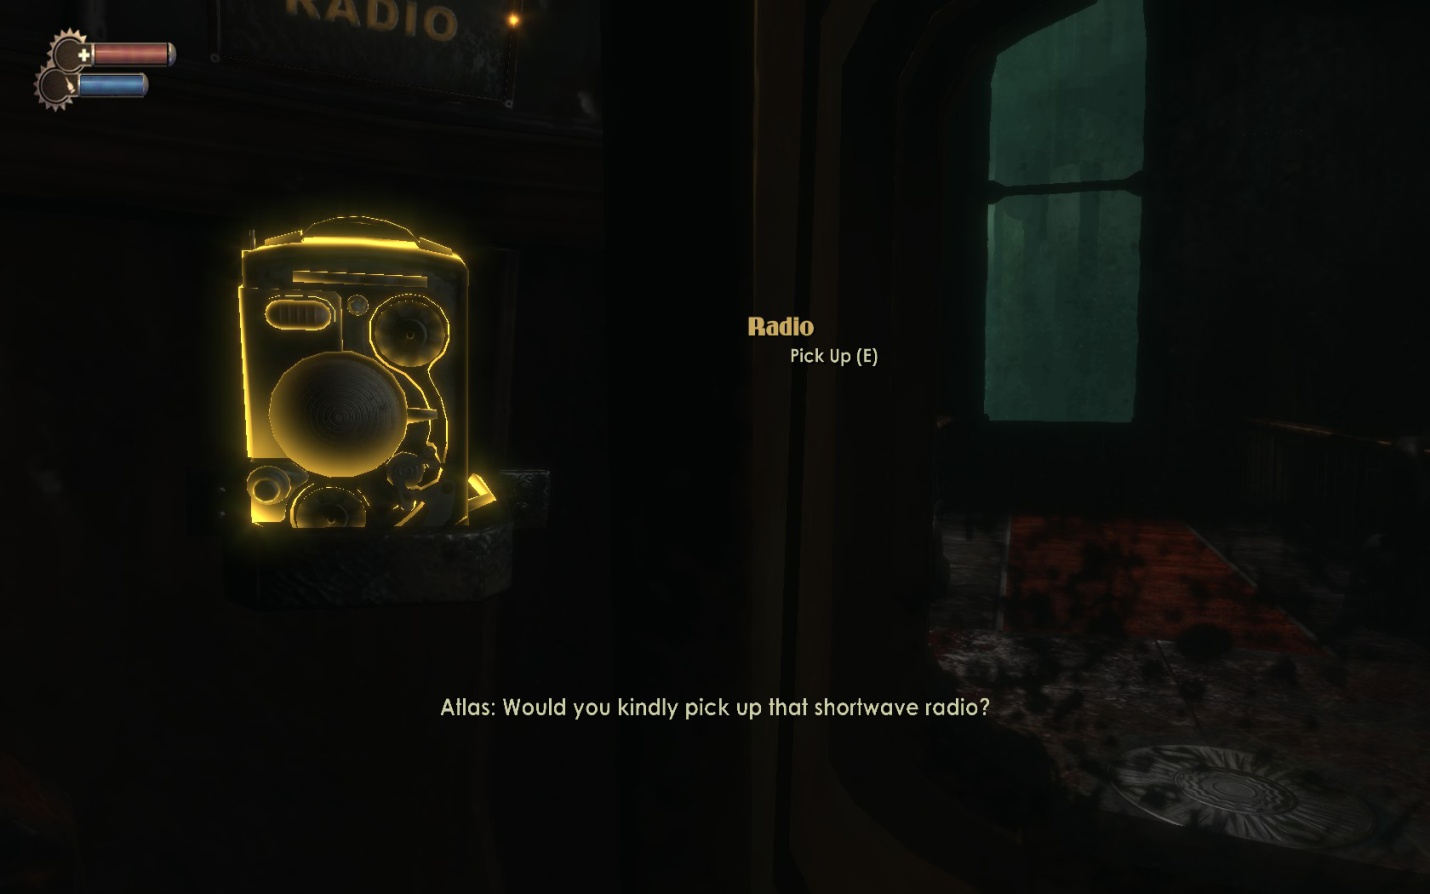 RADIO
Radio
Pick Up (E)
Atlas: Would you kindly pick up that shortwave radio?